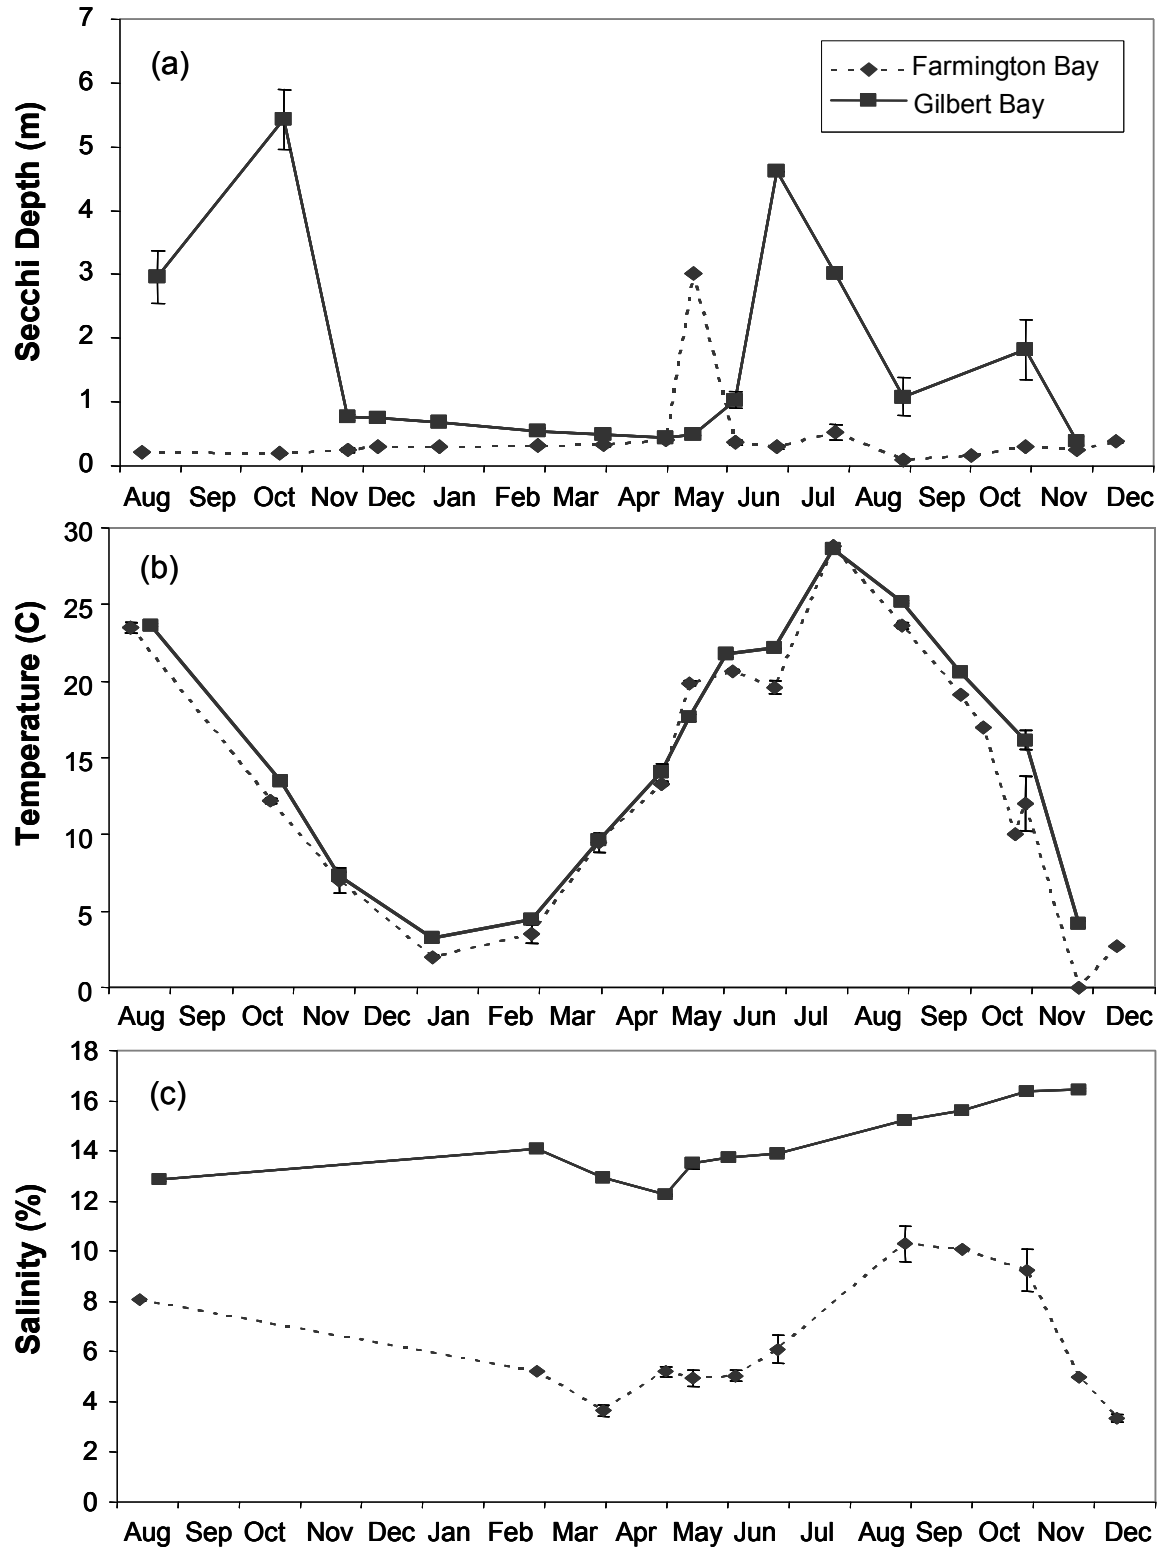 7
6
5
4
3
2
1
0
Secchi Depth (m)
(a)
Farmington Bay
Gilbert Bay
Aug Sep Oct Nov Dec Jan Feb Mar Apr May Jun Jul Aug Sep Oct Nov Dec
30
25
20
15
10
5
0
Temperature (C)
(b)
Aug Sep Oct Nov Dec Jan Feb Mar Apr May Jun Jul Aug Sep Oct Nov Dec
18
16
14
12
10
8
6
4
2
0
Salinity (%)
(c)
Aug Sep Oct Nov Dec Jan Feb Mar Apr May Jun Jul Aug Sep Oct Nov Dec